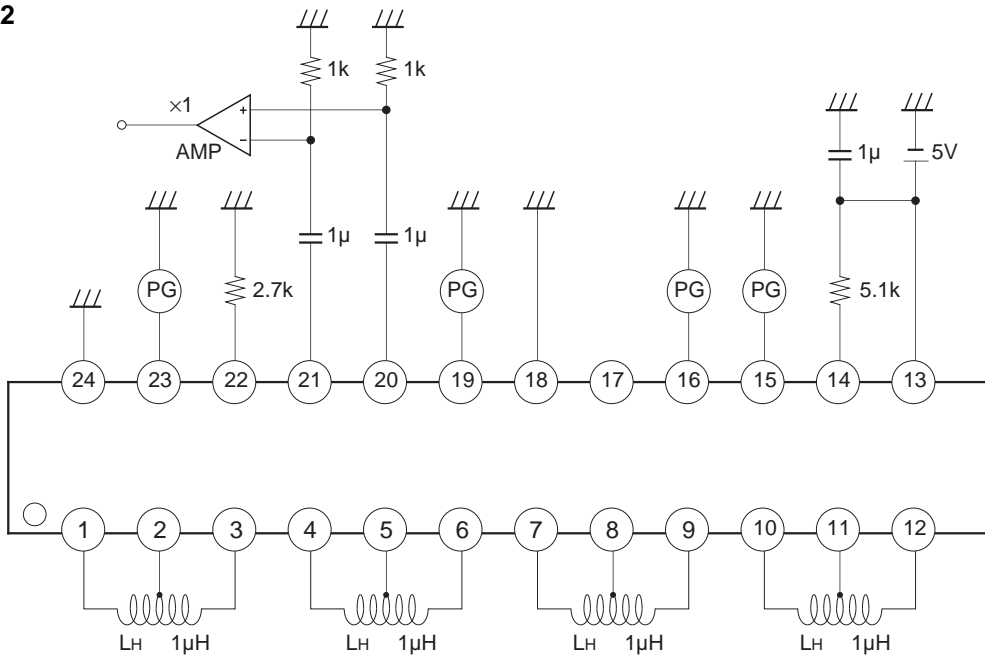 2
1k 1k
×1
+
−
AMP
1µ 5V
1µ 1µ
PG 2.7k PG PG PG 5.1k
24 23 22 21 20 19 18 17 16 15 14 13
1 2 3 4 5 6 7 8 9 10 11 12
LH 1µH LH 1µH LH 1µH LH 1µH